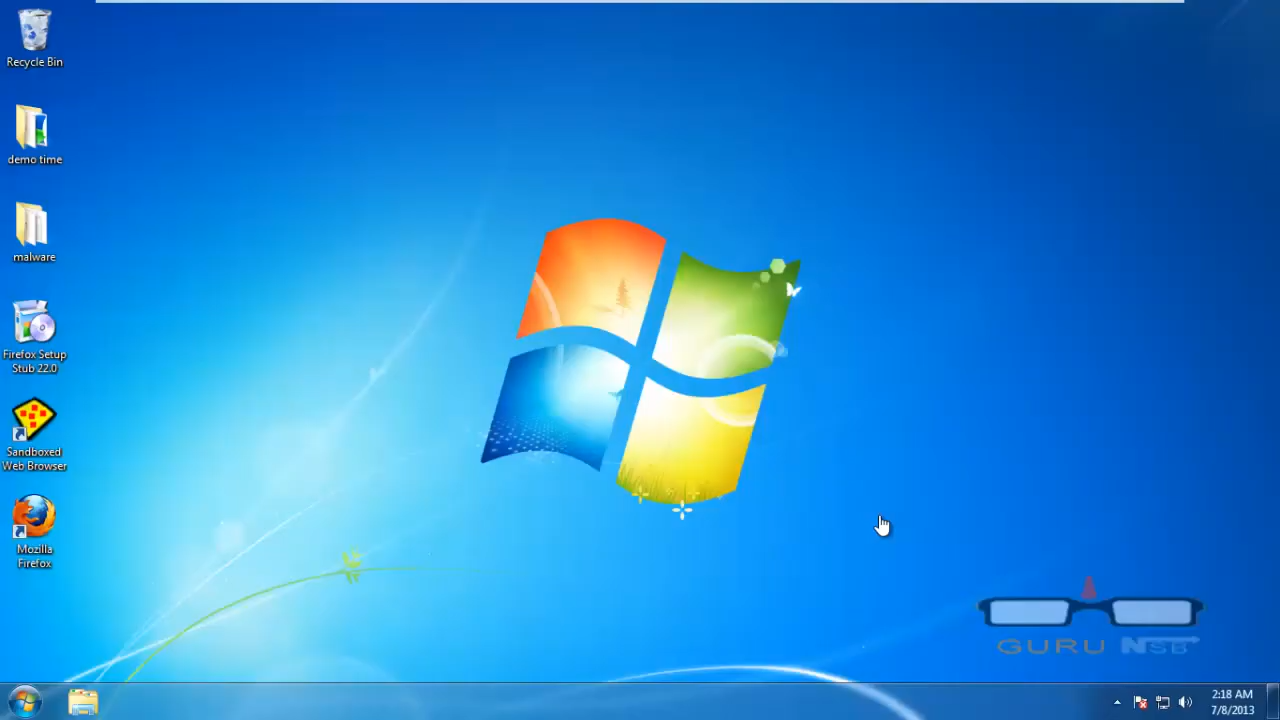 Recycle Bin
demo time
malware
Firefox Setup
Stub 22.0
Sandboxed
Web Browser
Mozilla
Firefox
GURU NSB
2:18 AM
7/8/2013